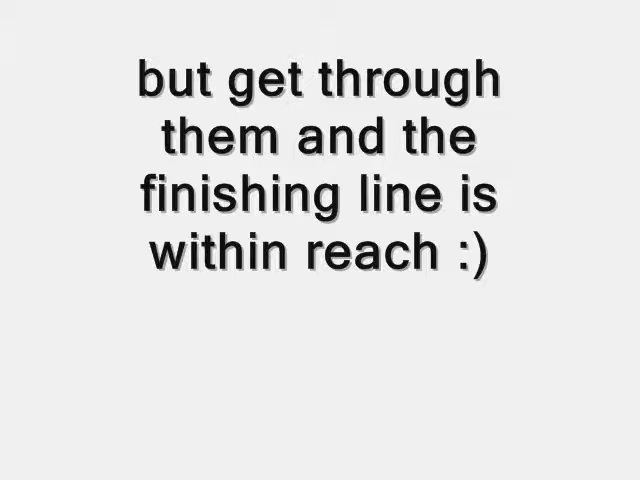 but get through
them and the
finishing line is
within reach :)